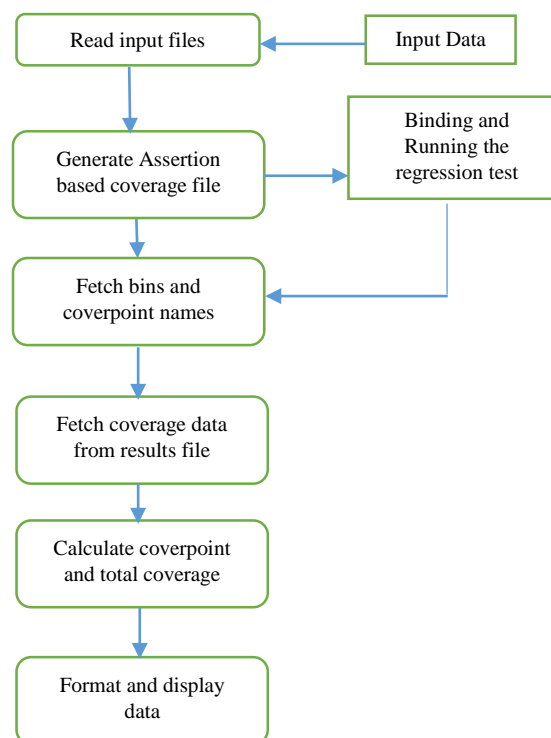 Read input files
Input Data
Generate Assertion
based coverage file
Binding and
Running the
regression test
Fetch bins and
coverpoint names
Fetch coverage data
from results file
Calculate coverpoint
and total coverage
Format and display
data